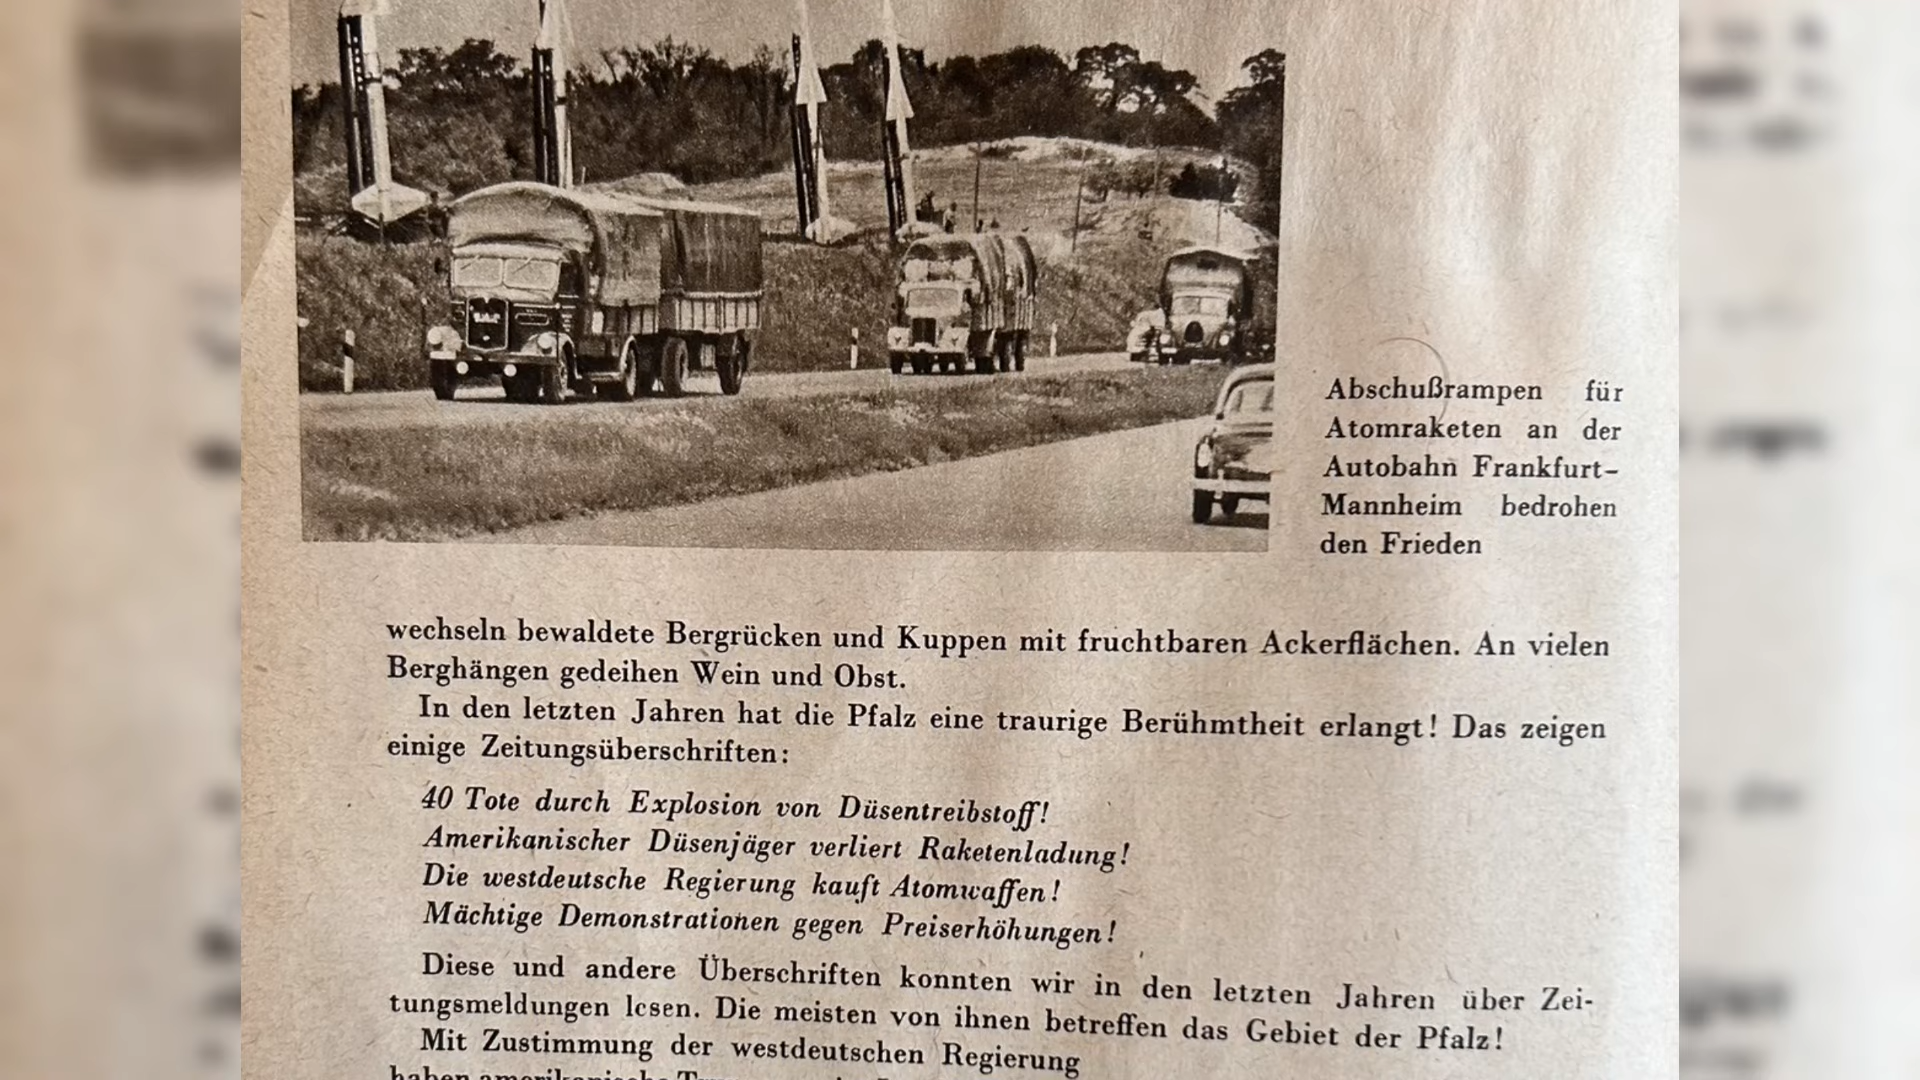 Abschußrampen für
Atomraketen an der
Autobahn Frankfurt-
Mannheim bedrohen
den Frieden
wechseln bewaldete Bergrücken und Kuppen mit fruchtbaren Ackerflächen. An vielen
Berghängen gedeihen Wein und Obst.
In den letzten Jahren hat die Pfalz eine traurige Berühmtheit erlangt! Das zeigen
einige Zeitungsüberschriften:
40 Tote durch Explosion von Düsentreibstoff!
Amerikanischer Düsenjäger verliert Raketenladung!
Die westdeutsche Regierung kauft Atomwaffen!
Mächtige Demonstrationen gegen Preiserhöhungen!
Diese und andere Überschriften konnten wir in den letzten Jahren über Zei-
tungsmeldungen lesen. Die meisten von ihnen betreffen das Gebiet der Pfalz!
Mit Zustimmung der westdeutschen Regierung
haben amerikanische